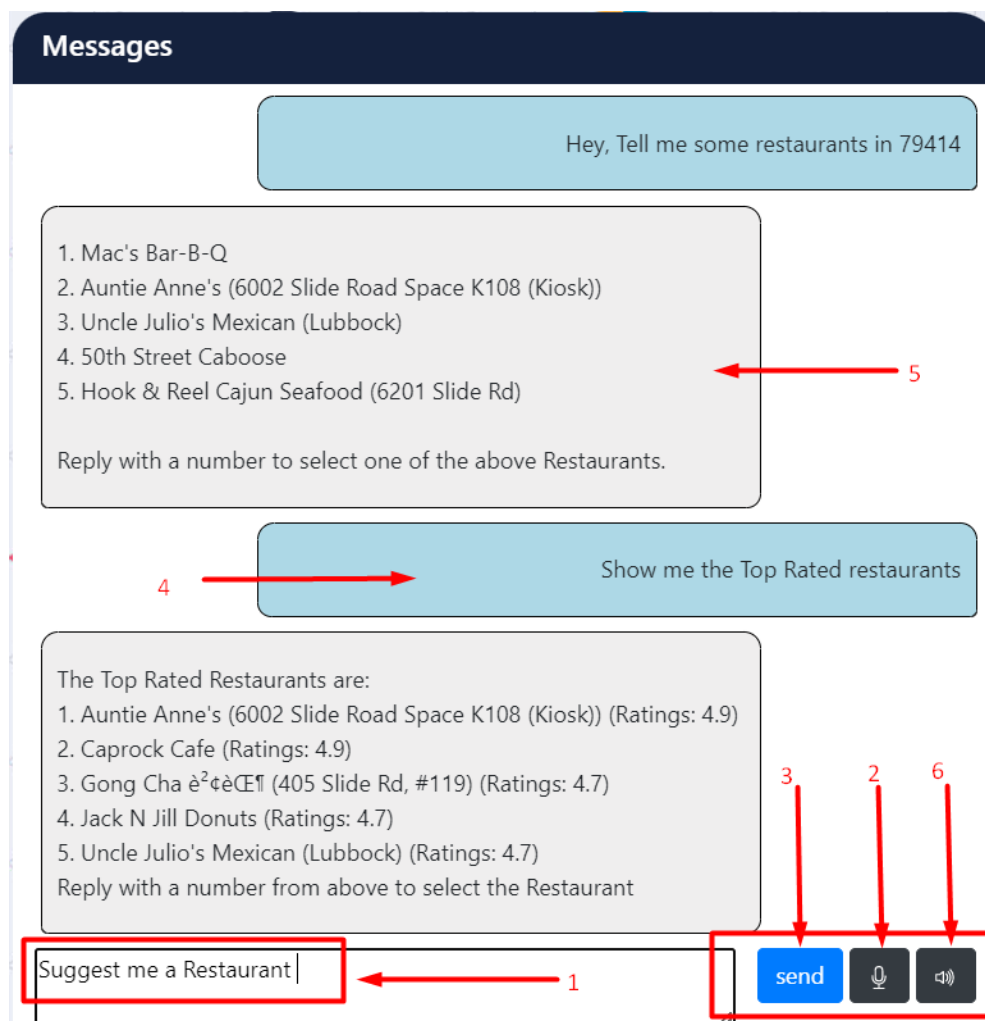 Messages
Hey, Tell me some restaurants in 79414
1. Mac's Bar-B-Q
2. Auntie Anne's (6002 Slide Road Space K108 (Kiosk))
3. Uncle Julio's Mexican (Lubbock)
4. 50th Street Caboose
5. Hook & Reel Cajun Seafood (6201 Slide Rd)
5
Reply with a number to select one of the above Restaurants.
Show me the Top Rated restaurants
4
The Top Rated Restaurants are:
1. Auntie Anne's (6002 Slide Road Space K108 (Kiosk)) (Ratings: 4.9)
2. Caprock Cafe (Ratings: 4.9)
3. Gong Cha è²¢èŒ¶ (405 Slide Rd, #119) (Ratings: 4.7)
4. Jack N Jill Donuts (Ratings: 4.7)
5. Uncle Julio's Mexican (Lubbock) (Ratings: 4.7)
Reply with a number from above to select the Restaurant
3 2 6
Suggest me a Restaurant
1
send